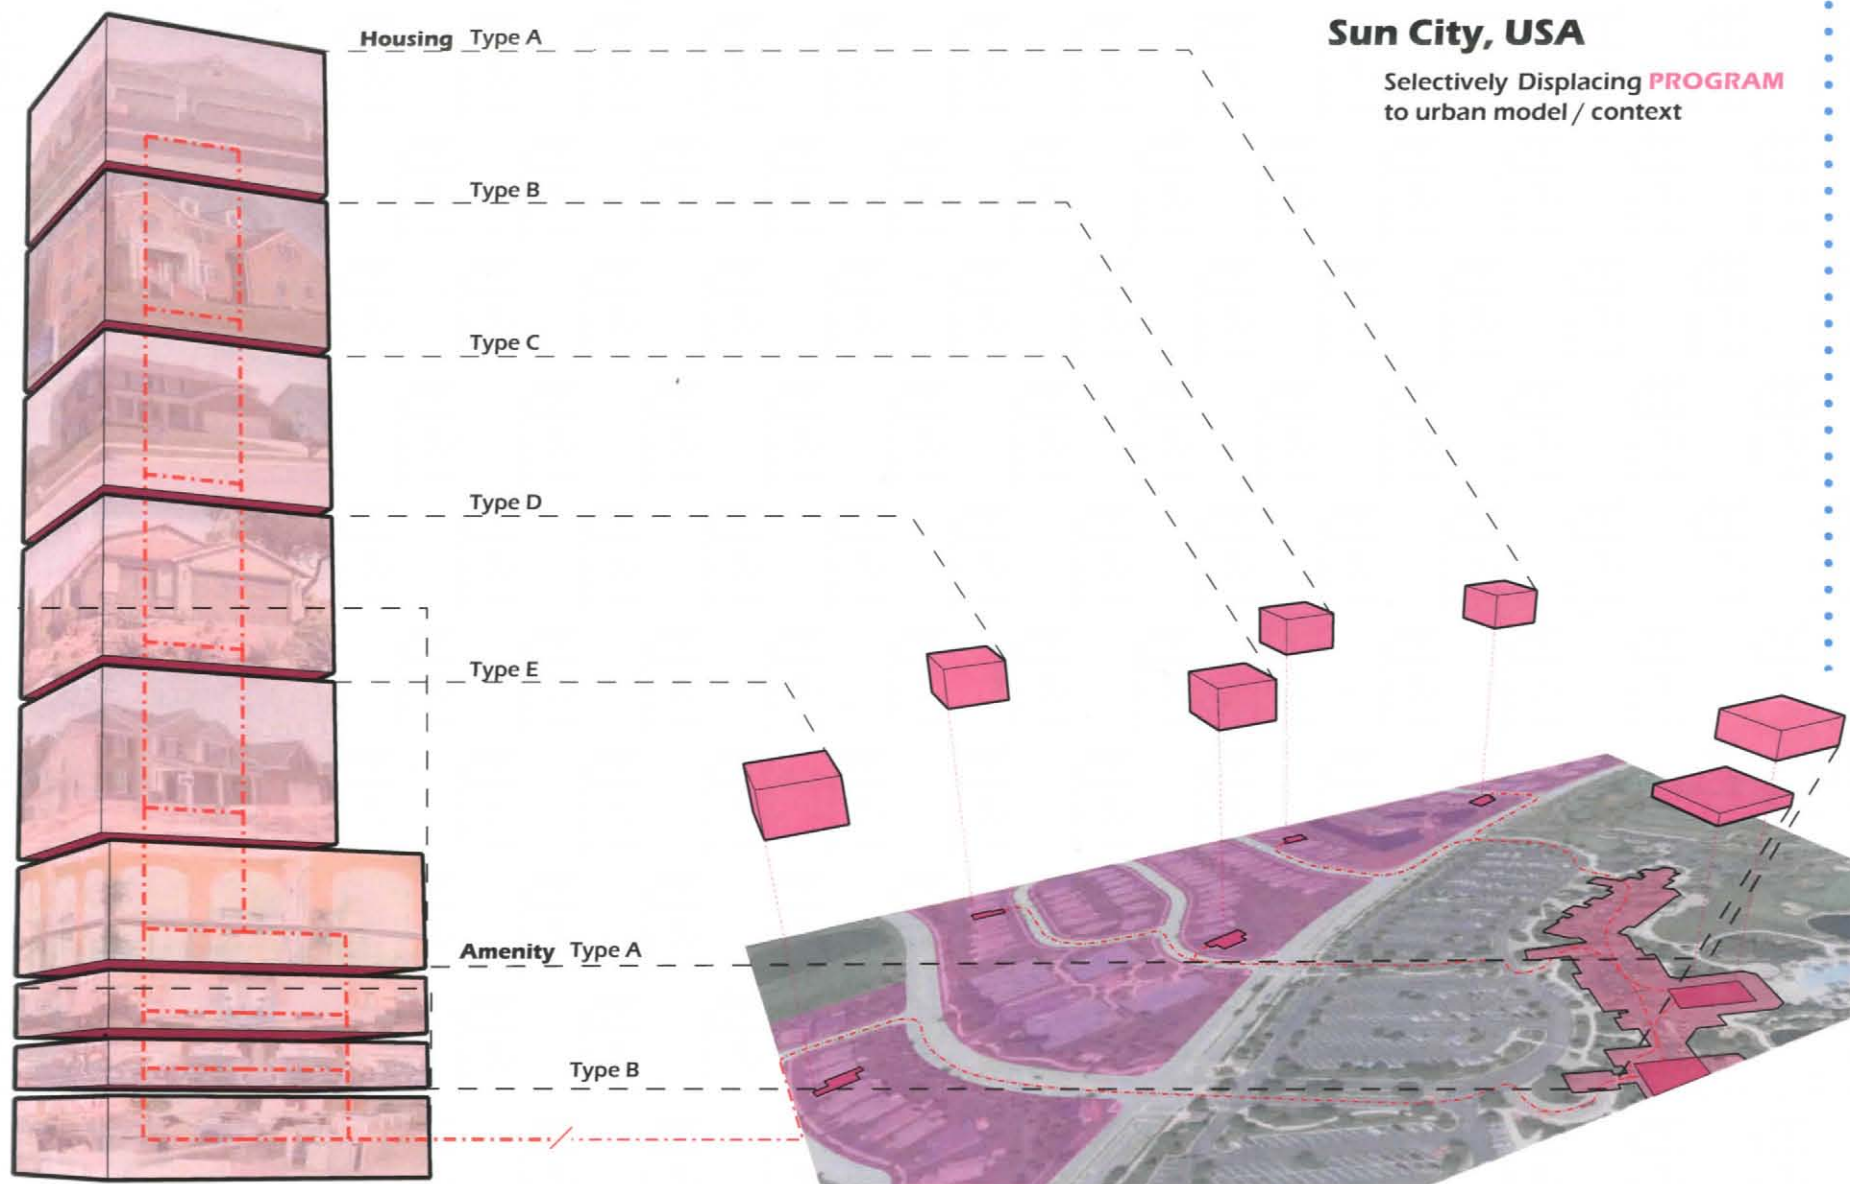 Sun City, USA
Selectively Displacing PROGRAM
to urban model / context
Housing Type A
Type B
Type C
Type D
Type E
Amenity Type A
Type B